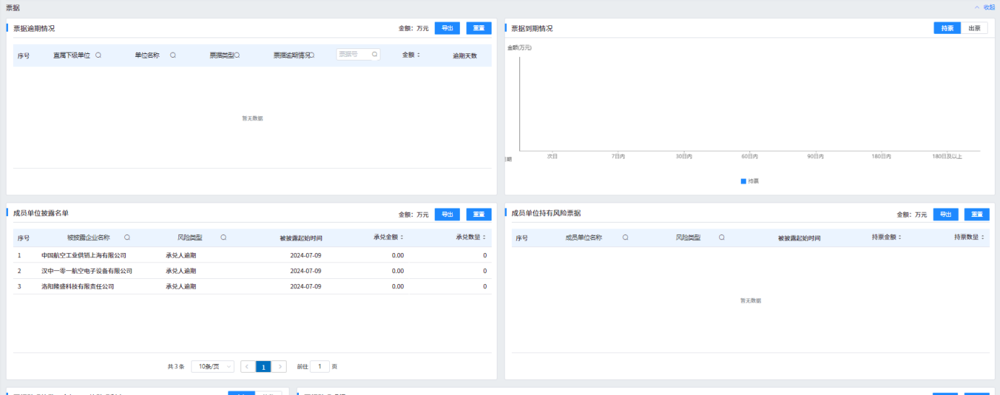 票据
收起
票据逾期情况
金额：万元 导出 重置
序号 直属下级单位 单位名称 票据类型 票据逾期情况 票据号 金额 逾期天数
暂无数据
票据到期情况
持票 出票
金额(万元)
次日 7日内 30日内 60日内 90日内 180日内 180日及以上
持票
成员单位披露名单
金额：万元 导出 重置
序号 被披露企业名称 风险类型 被披露起始时间 承兑金额 承兑数量
1 中国航空工业供销上海有限公司 承兑人逾期 2024-07-09 0.00 0
2 汉中一零一航空电子设备有限公司 承兑人逾期 2024-07-09 0.00 0
3 洛阳隆盛科技有限责任公司 承兑人逾期 2024-07-09 0.00 0
共 3 条 10条/页 1 前往 1 页
成员单位持有风险票据
金额：万元 导出 重置
序号 成员单位名称 风险类型 被披露起始时间 持票金额 持票数量
暂无数据